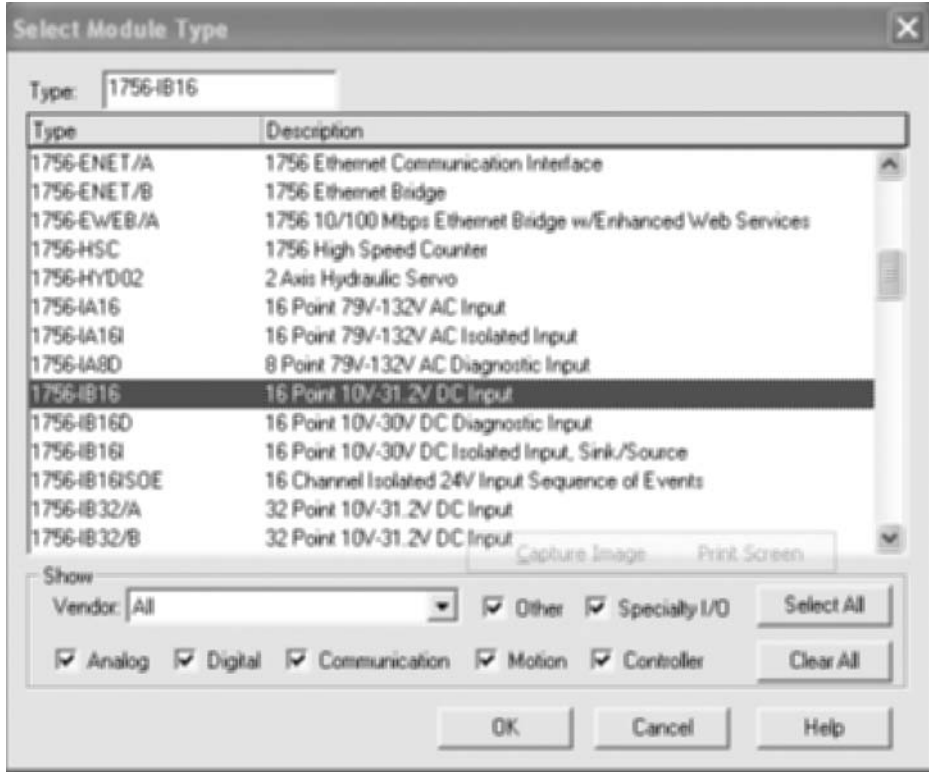 Select Module Type
Type: 1756-IB16
Type Description
1756-ENET/A 1756 Ethernet Communication Interface
1756-ENET/B 1756 Ethernet Bridge
1756-EWEB/A 1756 10/100 Mbps Ethernet Bridge w/Enhanced Web Services
1756-HSC 1756 High Speed Counter
1756-HYD02 2 Axis Hydraulic Servo
1756-IA16 16 Point 79V-132V AC Input
1756-IA16I 16 Point 79V-132V AC Isolated Input
1756-IA8D 8 Point 79V-132V AC Diagnostic Input
1756-IB16 16 Point 10V-31.2V DC Input
1756-IB16D 16 Point 10V-30V DC Diagnostic Input
1756-IB16I 16 Point 10V-30V DC Isolated Input, Sink/Source
1756-IB16ISOE 16 Channel Isolated 24V Input Sequence of Events
1756-IB32/A 32 Point 10V-31.2V DC Input
1756-IB32/B 32 Point 10V-31.2V DC Input
Capture Image Print Screen
Show
Vendor: All Other Specialty I/O Select All
Analog Digital Communication Motion Controller Clear All
OK Cancel Help